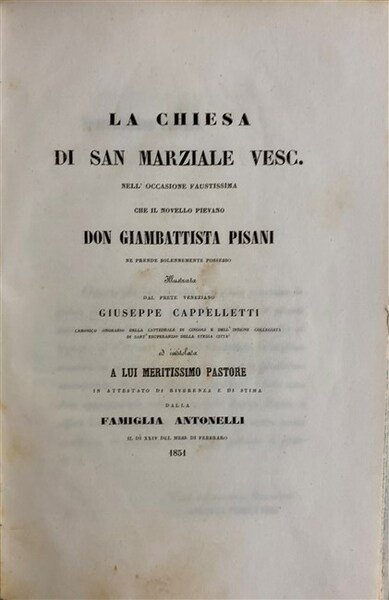 LA CHIESA
DI SAN MARZIALE VESC.
NELL' OCCASIONE FAUSTISSIMA
CHE IL NOVELLO PIEVANO
DON GIAMBATTISTA PISANI
NE PRENDE SOLENNEMENTE POSSESSO
Illustrata
DAL PRETE VENEZIANO
GIUSEPPE CAPPELLETTI
CANONICO ONORARIO DELLA CATTEDRALE DI CINGOLI E DELL' INSIGNE COLLEGIATA
DI SANT' ESUPERANZIO DELLA STESSA CITTA'
ed intitolata
A LUI MERITISSIMO PASTORE
IN ATTESTATO DI RIVERENZA E DI STIMA
DALLA
FAMIGLIA ANTONELLI
IL DÌ XXIV DEL MESE DI FEBBRARO
1851